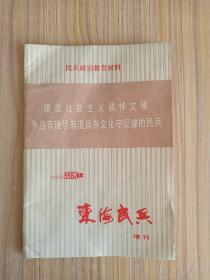 民兵政治教育材料
建设社会主义精神文明
争当有理想有道德有文化守纪律的民兵
東海民兵
增刊